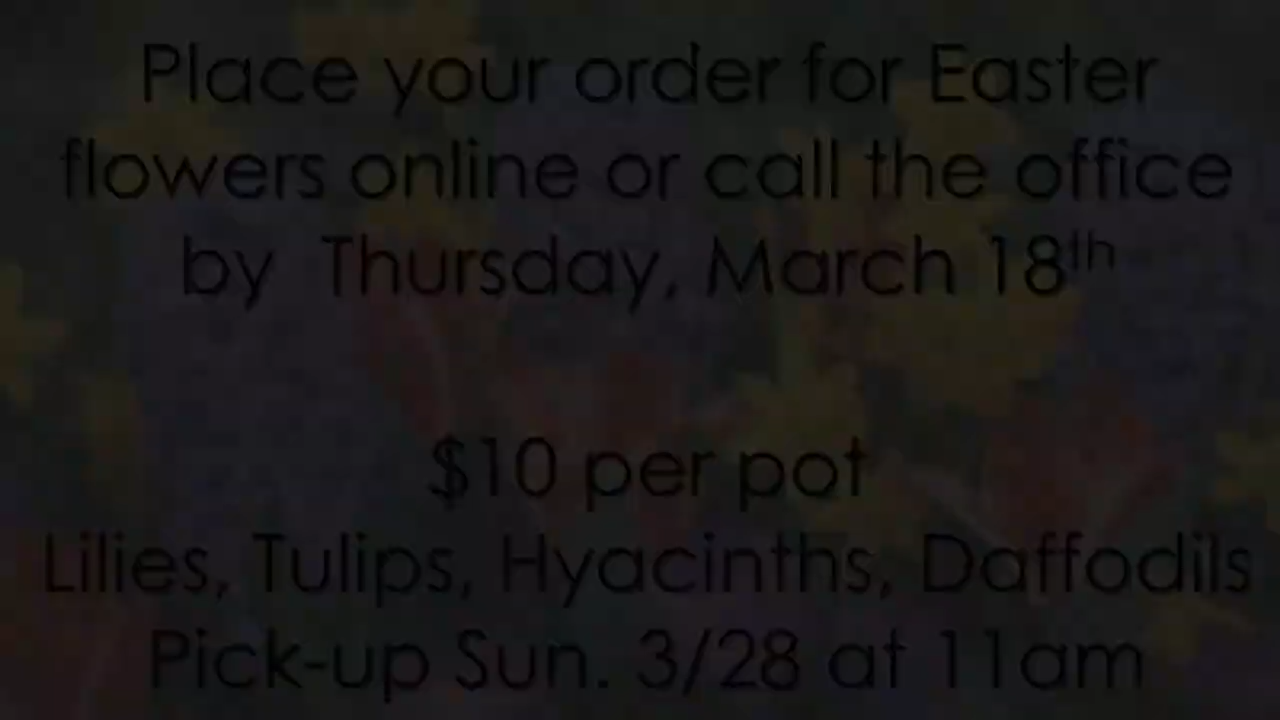 Place your order for Easter
flowers online or call the office
by Thursday, March 18th
$10 per pot
Lilies, Tulips, Hyacinths, Daffodils
Pick-up Sun. 3/28 at 11am